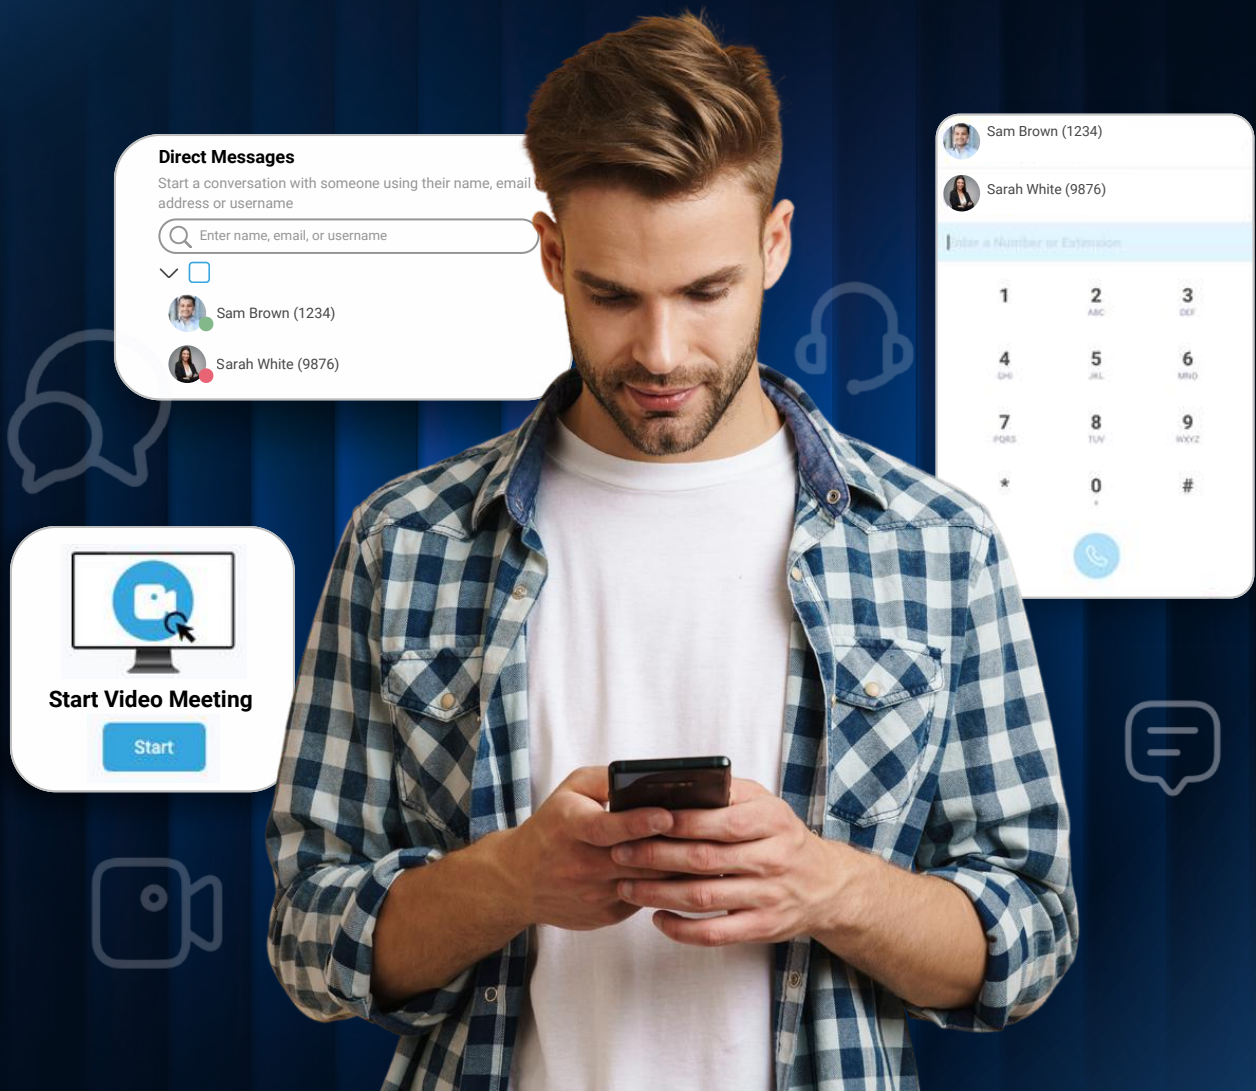 Direct Messages
Start a conversation with someone using their name, email
address or username
Enter name, email, or username
Sam Brown (1234)
Sarah White (9876)
Start Video Meeting
Start
Sam Brown (1234)
Sarah White (9876)
Enter a Number or Extension
1 2 3
ABC DEF
4 5 6
GHI JKL MNO
7 8 9
PQRS TUV WXYZ
* 0 #
+